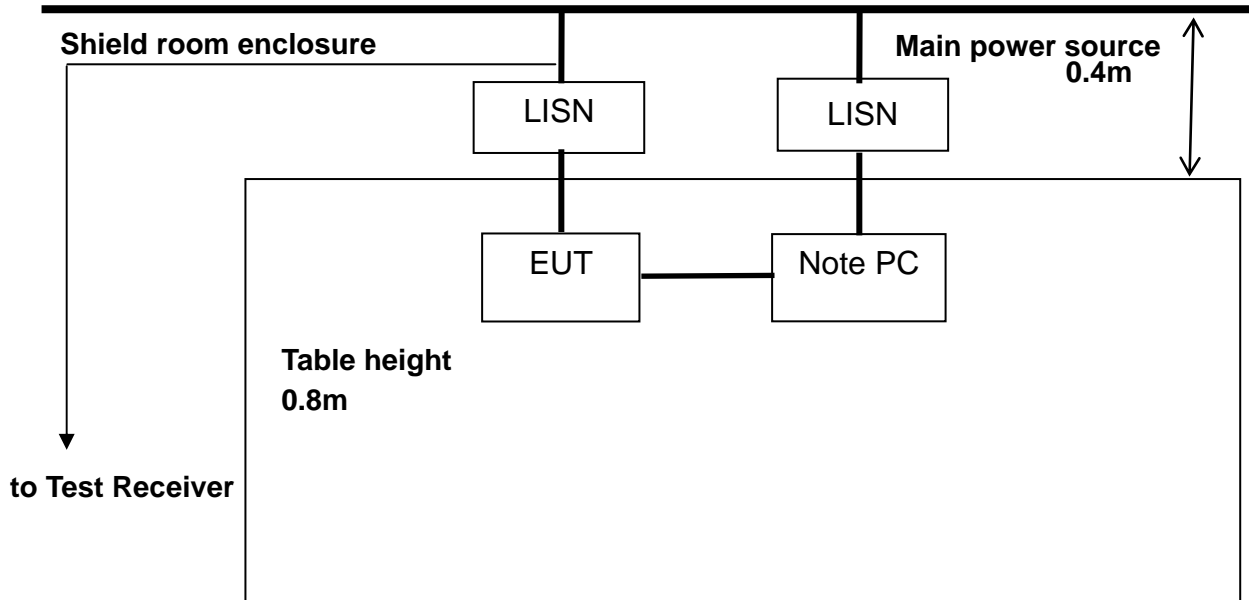 Shield room enclosure
Main power source
0.4m
LISN
LISN
EUT
Note PC
Table height
0.8m
to Test Receiver